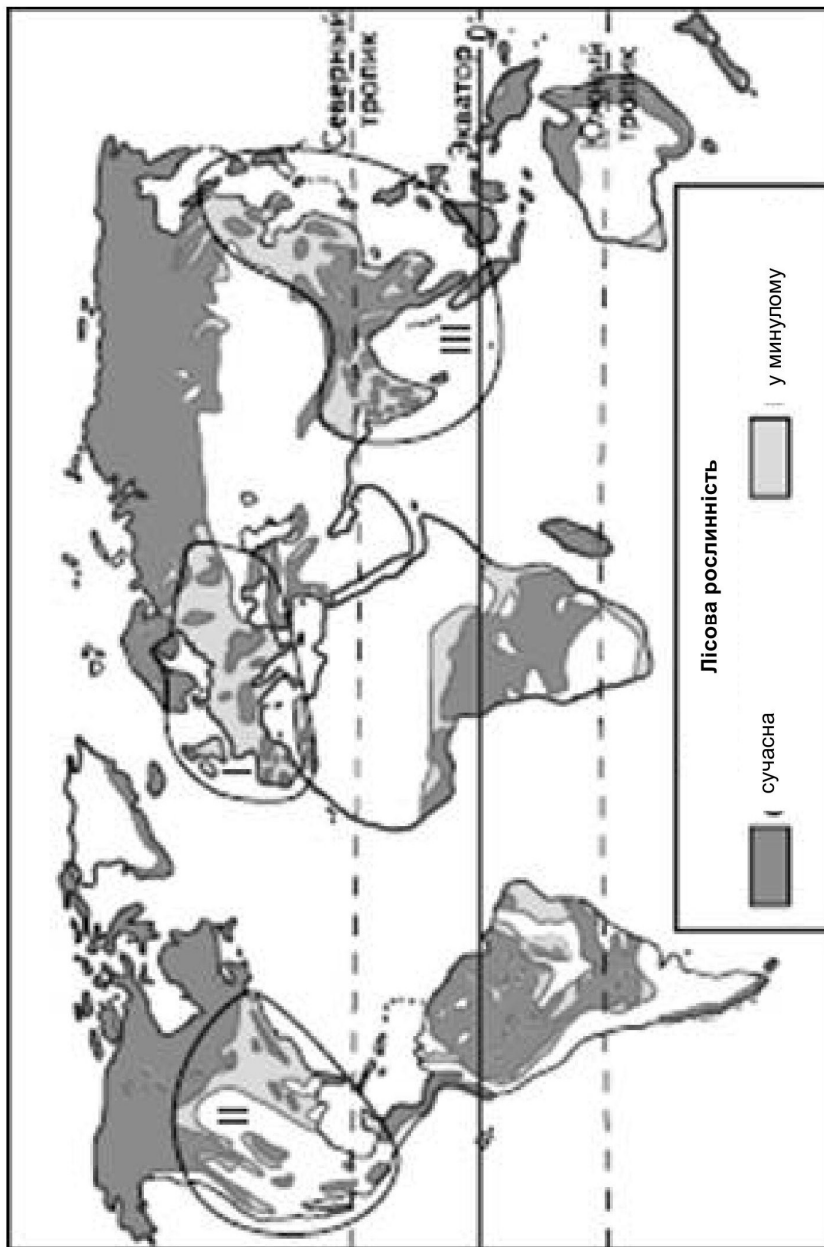 Северный
тропик
Экватор
Южный
тропик
I
II
III
Лісова рослинність
сучасна
у минулому